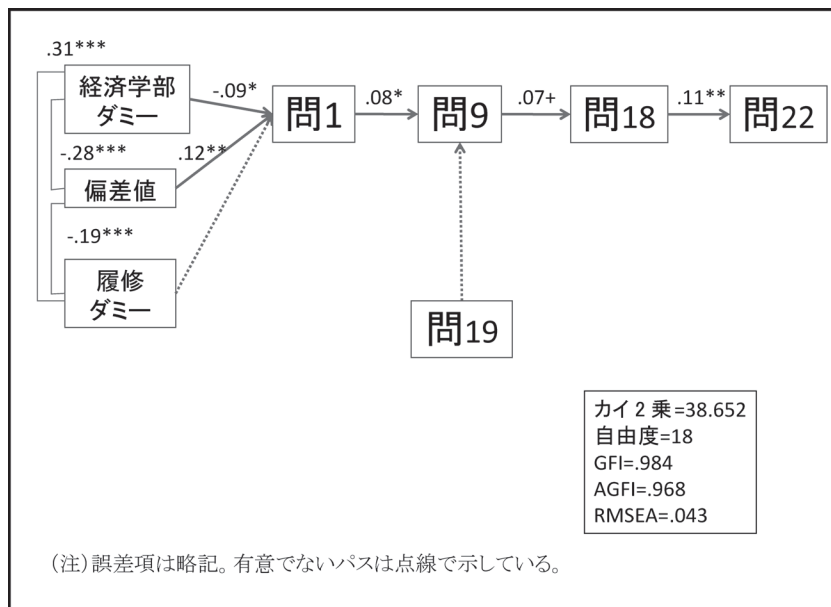 .31***
経済学部
ダミー
-.09*
問1
.08*
問9
.07+
問18
.11**
問22
-.28***
.12**
偏差値
-.19***
履修
ダミー
問19
カイ2乗=38.652
自由度=18
GFI=.984
AGFI=.968
RMSEA=.043
(注)誤差項は略記。有意でないパスは点線で示している。